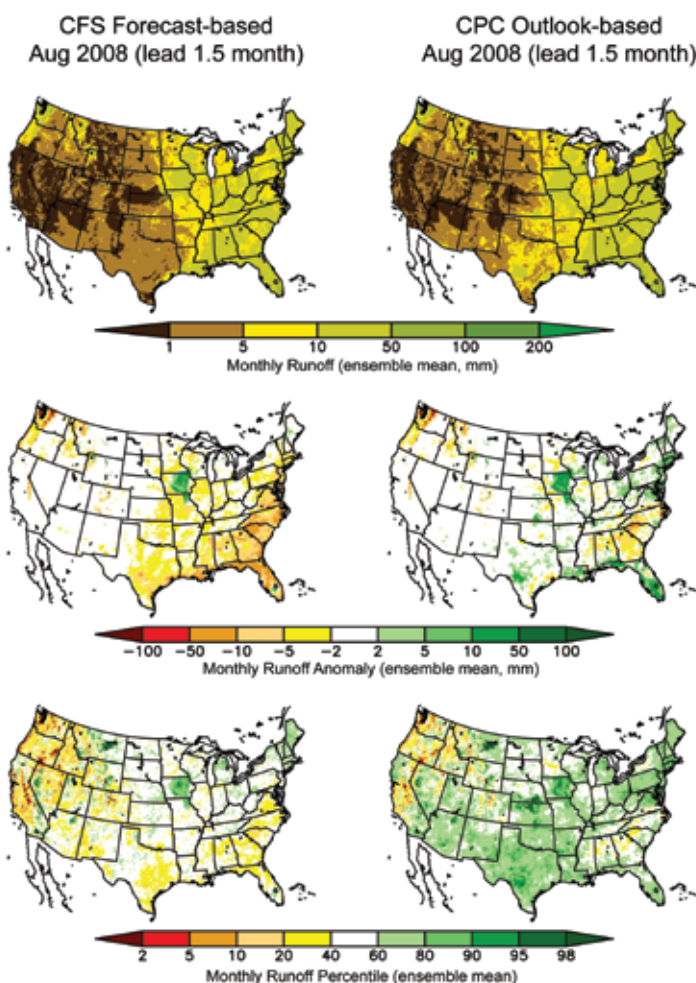 CFS Forecast-based
Aug 2008 (lead 1.5 month)
CPC Outlook-based
Aug 2008 (lead 1.5 month)
1 5 10 50 100 200
Monthly Runoff (ensemble mean, mm)
−100 −50 −10 −5 −2 2 5 10 50 100
Monthly Runoff Anomaly (ensemble mean, mm)
2 5 10 20 40 60 80 90 95 98
Monthly Runoff Percentile (ensemble mean)